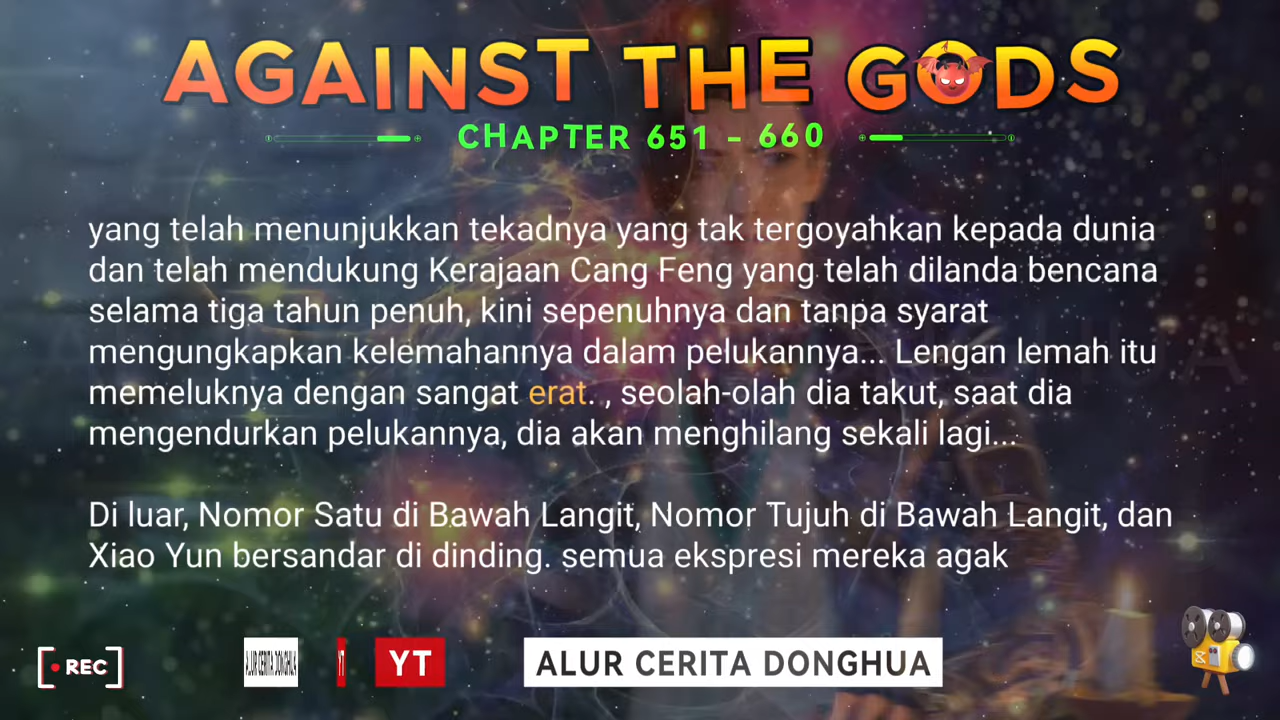 AGAINST THE GODS
CHAPTER 651 - 660
yang telah menunjukkan tekadnya yang tak tergoyahkan kepada dunia
dan telah mendukung Kerajaan Cang Feng yang telah dilanda bencana
selama tiga tahun penuh, kini sepenuhnya dan tanpa syarat
mengungkapkan kelemahannya dalam pelukannya... Lengan lemah itu
memeluknya dengan sangat erat. , seolah-olah dia takut, saat dia
mengendurkan pelukannya, dia akan menghilang sekali lagi...
Di luar, Nomor Satu di Bawah Langit, Nomor Tujuh di Bawah Langit, dan
Xiao Yun bersandar di dinding. semua ekspresi mereka agak
REC
ALUR CERITA DONGHUA
YT
YT
ALUR CERITA DONGHUA